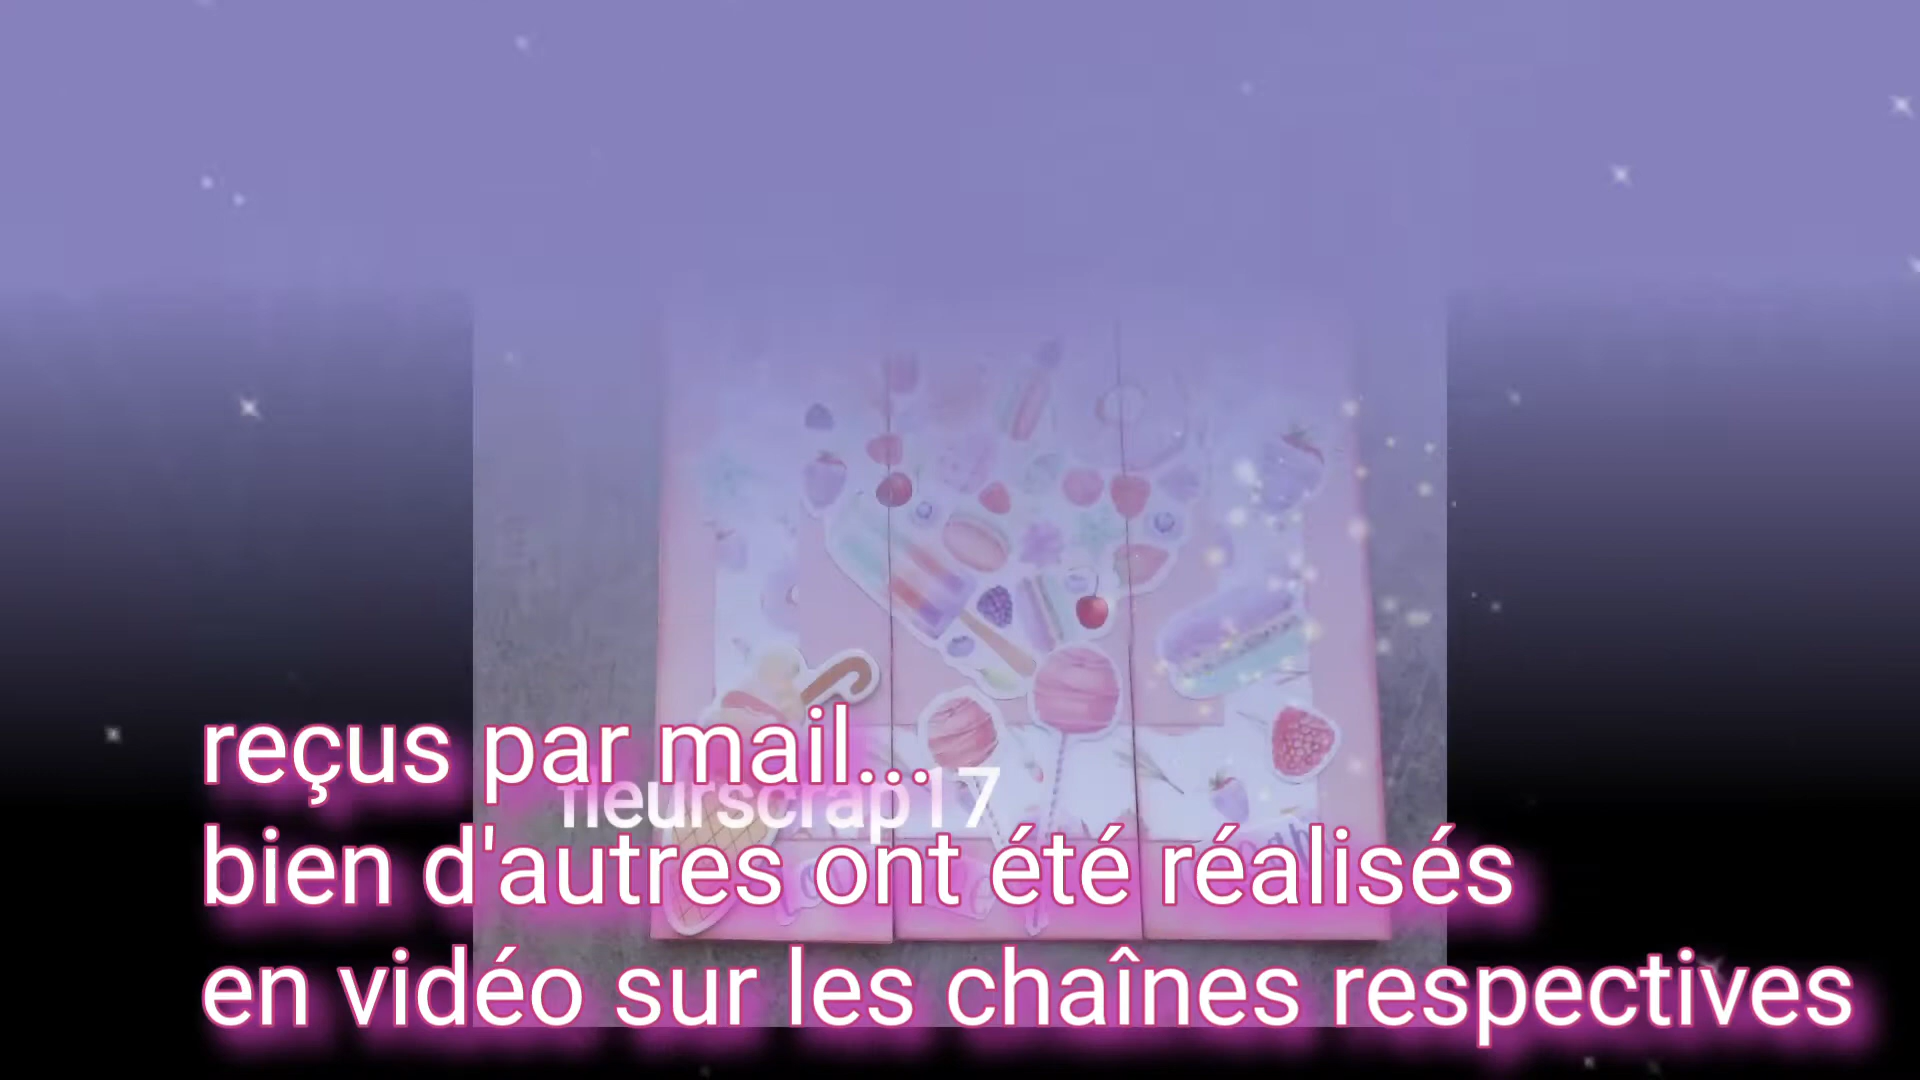 reçus par mail...
fleurscrap17
bien d'autres ont été réalisés
en vidéo sur les chaînes respectives